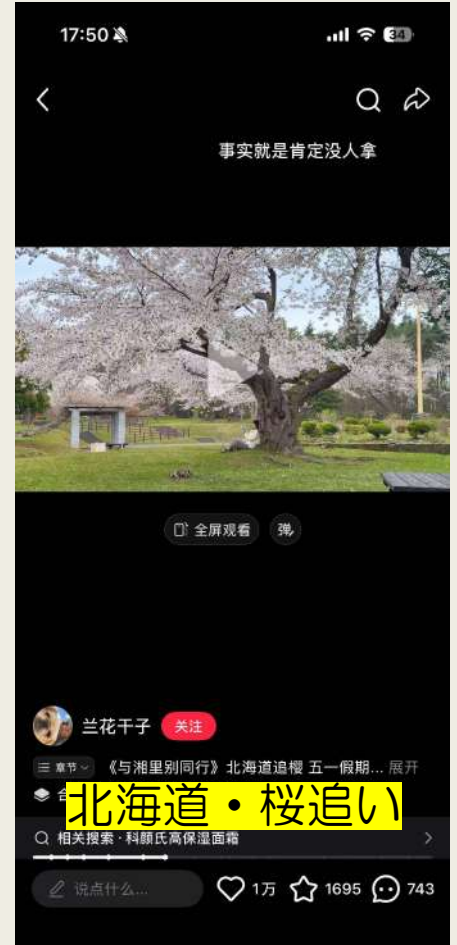 17:50
34
事实就是肯定没人拿
全屏观看
弹
兰花干子
关注
章节
《与湘里别同行》北海道追樱 五一假期... 展开
北海道・桜追い
相关搜索·科颜氏高保湿面霜
说点什么...
1万
1695
743